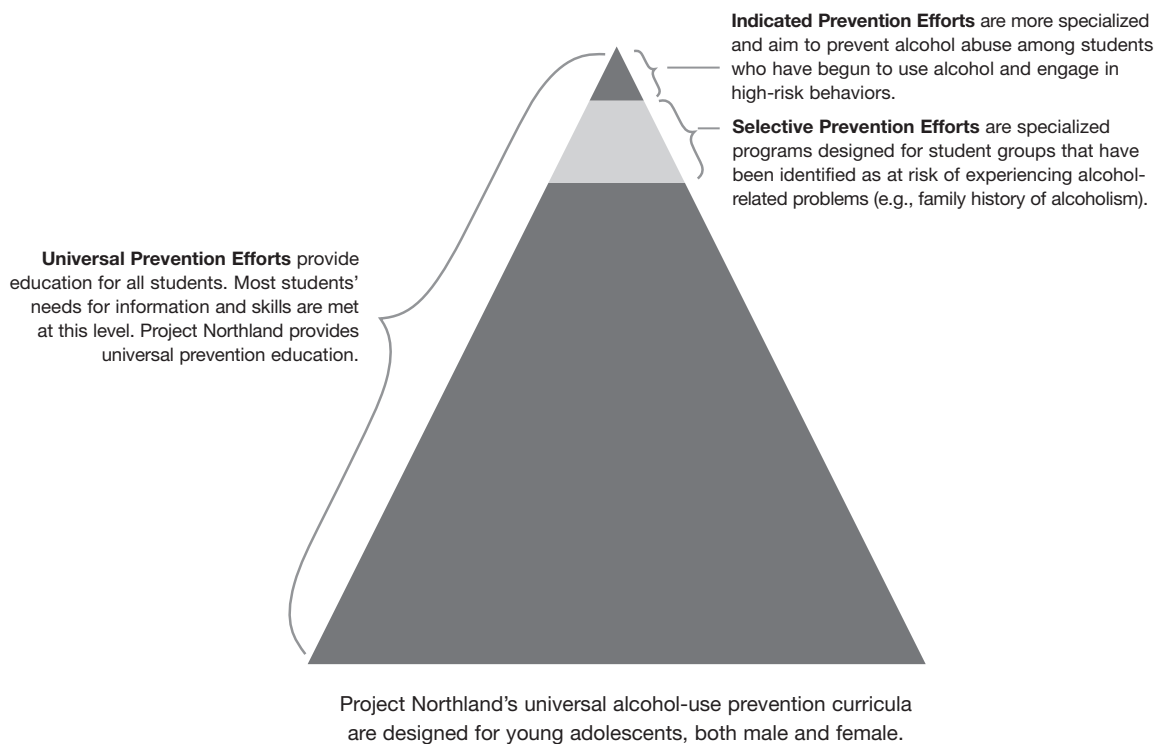 Indicated Prevention Efforts are more specialized
and aim to prevent alcohol abuse among students
who have begun to use alcohol and engage in
high-risk behaviors.
Selective Prevention Efforts are specialized
programs designed for student groups that have
been identified as at risk of experiencing alcohol-
related problems (e.g., family history of alcoholism).
Universal Prevention Efforts provide
education for all students. Most students’
needs for information and skills are met
at this level. Project Northland provides
universal prevention education.
Project Northland’s universal alcohol-use prevention curricula
are designed for young adolescents, both male and female.